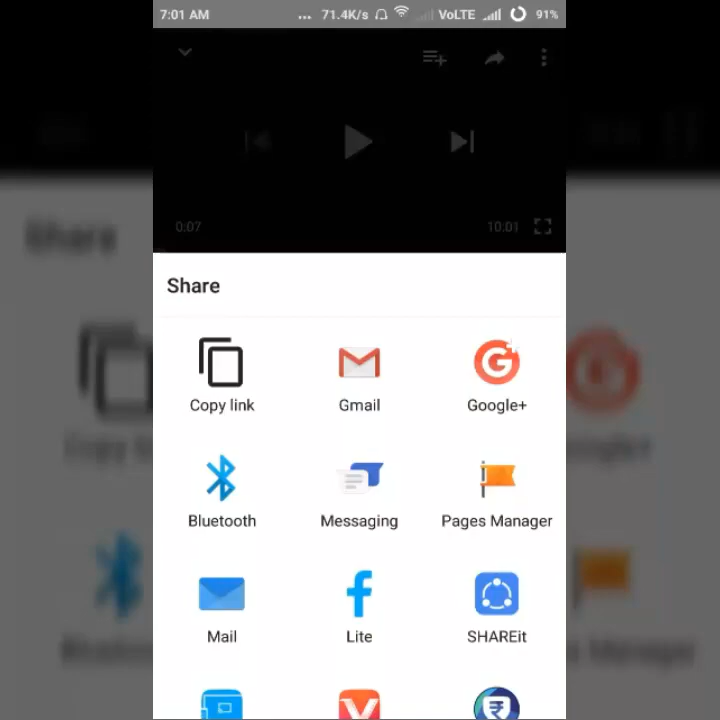 7:01 AM ... 71.4K/s VoLTE 91%
0:07 10:01
Share
Copy link Gmail Google+
Bluetooth Messaging Pages Manager
Mail Lite SHAREit